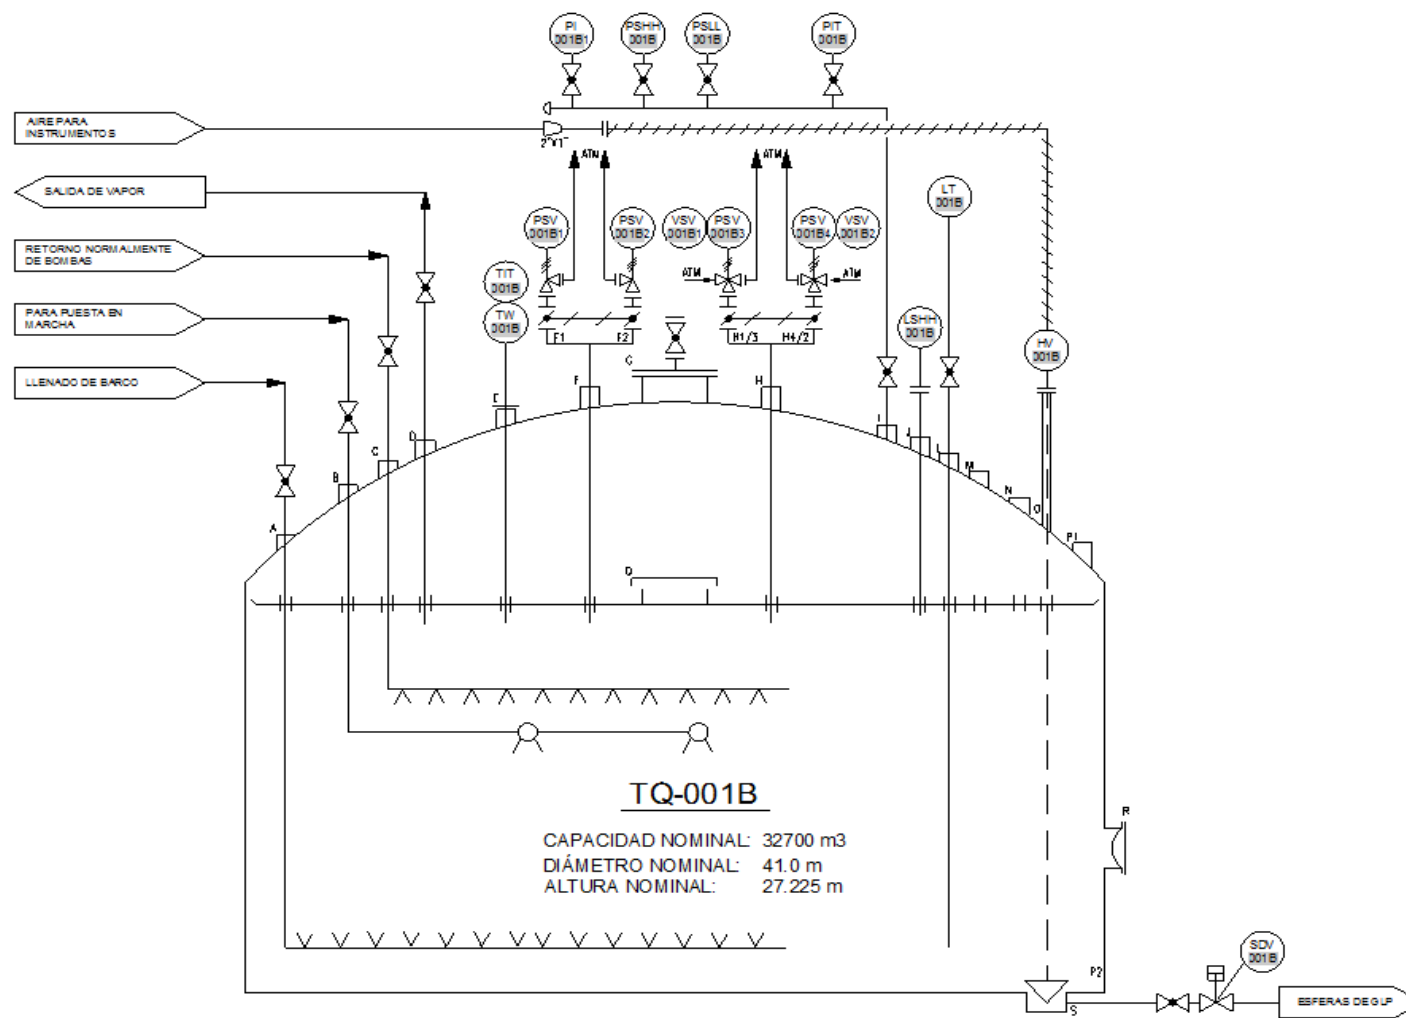 PI
001B1
PSHH
001B
PSLL
001B
PIT
001B
AIRE PARA
INSTRUMENTOS
2"X1"
ATM
ATM
SALIDA DE VAPOR
LT
001B
PSV
001B1
PSV
001B2
VSV
001B1
PSV
001B3
PSV
001B4
VSV
001B2
RETORNO NORMALMENTE
DE BOMBAS
ATM
ATM
TIT
001B
TW
001B
PARA PUESTA EN
MARCHA
LSHH
001B
F1
F2
H1/3
H4/2
HV
001B
G
LLENADO DE BARCO
E
F
H
I
J
L
M
N
O
P1
D
C
B
A
Q
TQ-001B
CAPACIDAD NOMINAL: 32700 m3
DIÁMETRO NOMINAL: 41.0 m
ALTURA NOMINAL: 27.225 m
R
SDV
001B
P2
S
ESFERAS DE GLP